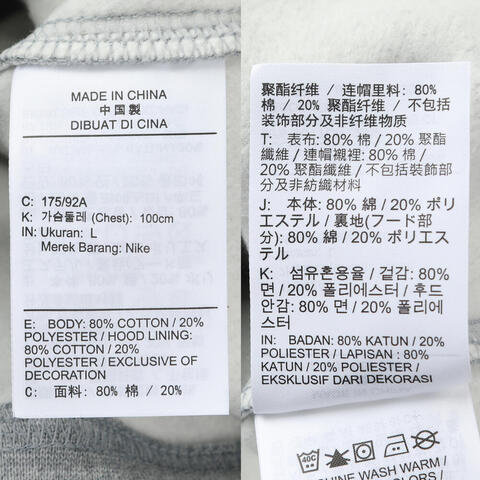 MADE IN CHINA
中國製
DIBUAT DI CINA
C: 175/92A
K: 가슴둘레 (Chest): 100cm
IN: Ukuran: L
Merek Barang: Nike
E: BODY: 80% COTTON / 20%
POLYESTER / HOOD LINING:
80% COTTON / 20%
POLYESTER / EXCLUSIVE OF
DECORATION
C: 面料: 80% 棉 / 20%
聚酯纤维 / 连帽里料: 80%
棉 / 20% 聚酯纤维 / 不包括
装饰部分及非纤维物质
T: 表布: 80% 棉 / 20% 聚酯
纖維 / 連帽襯裡: 80% 棉 /
20% 聚酯纖維 / 不包括裝飾部
分及非紡織材料
J: 本体: 80% 綿 / 20% ポリ
エステル / 裏地(フード部
分): 80% 綿 / 20% ポリエス
テル
K: 섬유혼용율 / 겉감: 80%
면 / 20% 폴리에스터 / 후드
안감: 80% 면 / 20% 폴리에
스터
IN: BADAN: 80% KATUN / 20%
POLIESTER / LAPISAN : 80%
KATUN / 20% POLIESTER /
EKSKLUSIF DARI DEKORASI
40C
MACHINE WASH WARM /